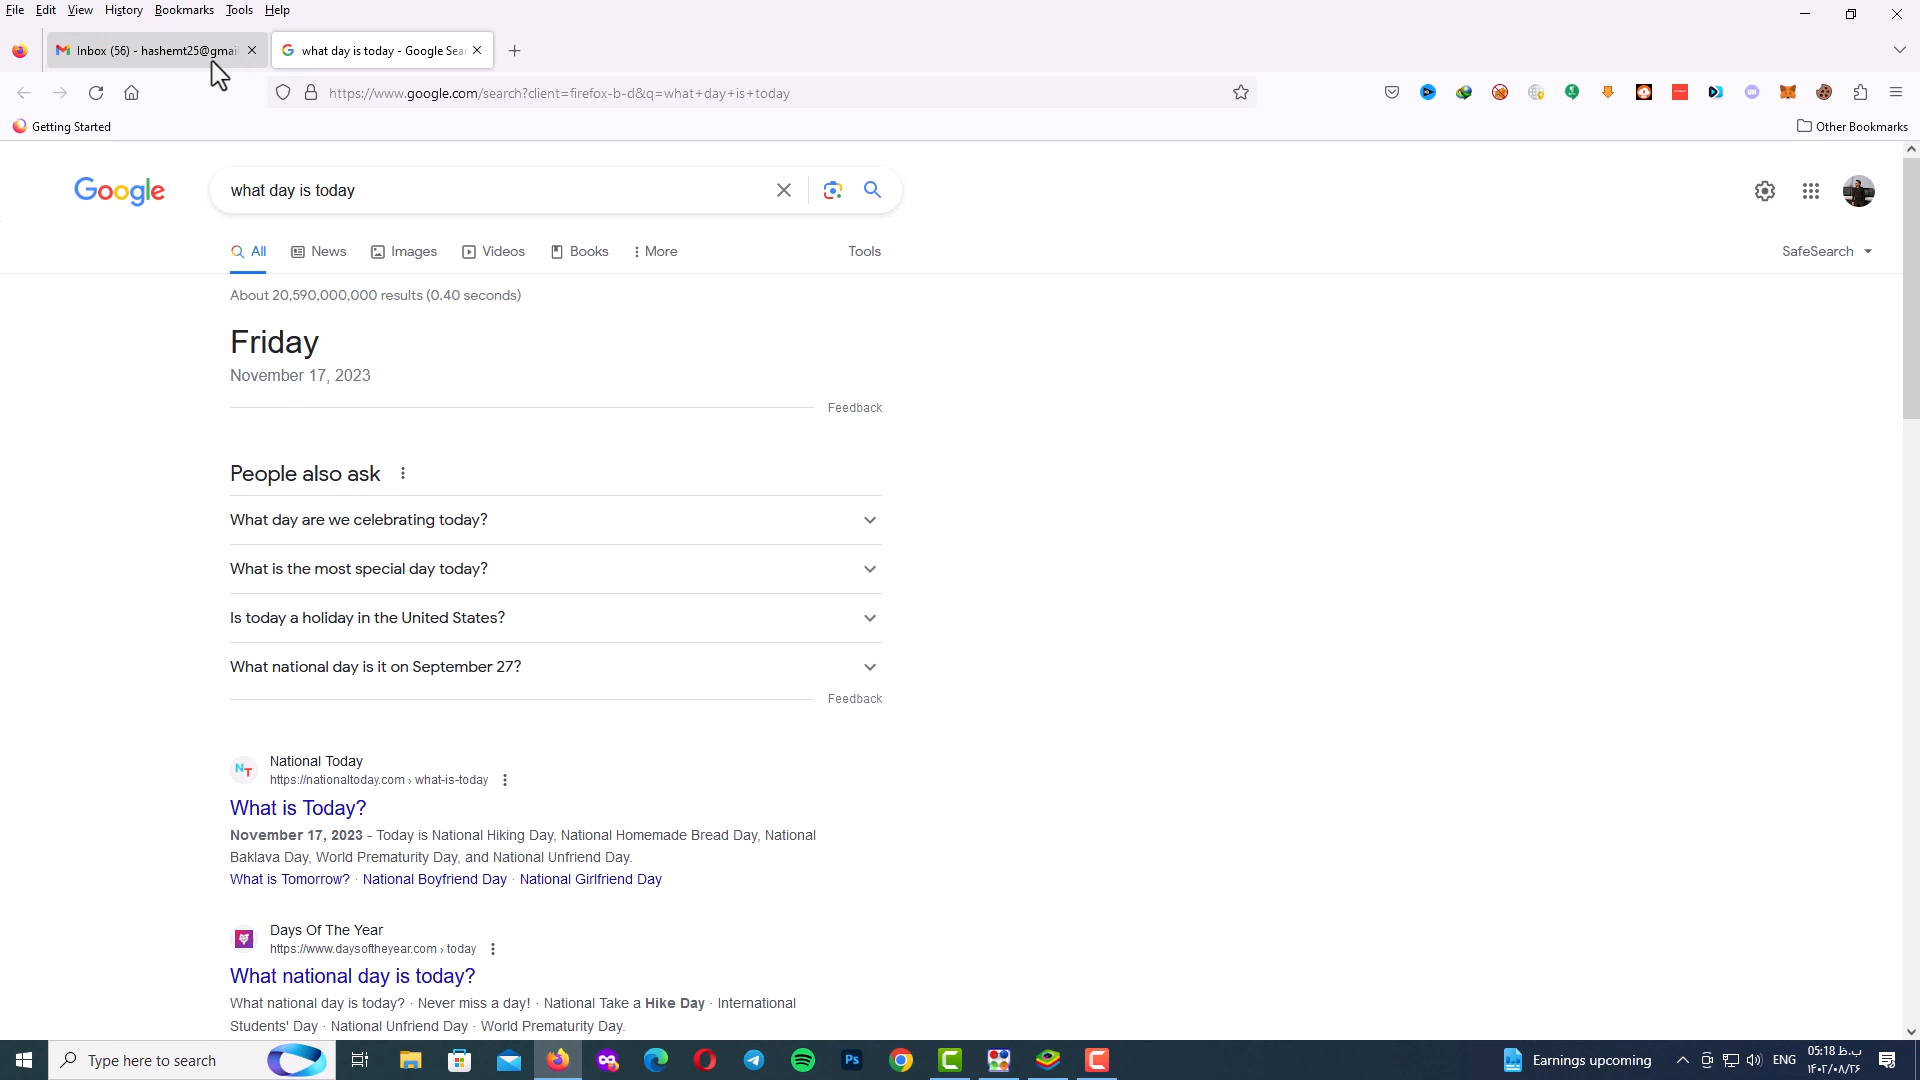 File Edit View History Bookmarks Tools Help
Inbox (56) - hashemt25@gmai
what day is today - Google Sear
https://www.google.com/search?client=firefox-b-d&q=what+day+is+today
Getting Started
Other Bookmarks
Google
what day is today
All News Images Videos Books More Tools SafeSearch
About 20,590,000,000 results (0.40 seconds)
Friday
November 17, 2023
Feedback
People also ask
What day are we celebrating today?
What is the most special day today?
Is today a holiday in the United States?
What national day is it on September 27?
Feedback
NT
National Today
https://nationaltoday.com › what-is-today
What is Today?
November 17, 2023 - Today is National Hiking Day, National Homemade Bread Day, National
Baklava Day, World Prematurity Day, and National Unfriend Day.
What is Tomorrow? · National Boyfriend Day · National Girlfriend Day
Days Of The Year
https://www.daysoftheyear.com › today
What national day is today?
What national day is today? · Never miss a day! · National Take a Hike Day · International
Students' Day · National Unfriend Day · World Prematurity Day.
Type here to search
Ps
Earnings upcoming
ENG
05:18 ب.ظ
۱۴۰۲/۰۸/۲۶